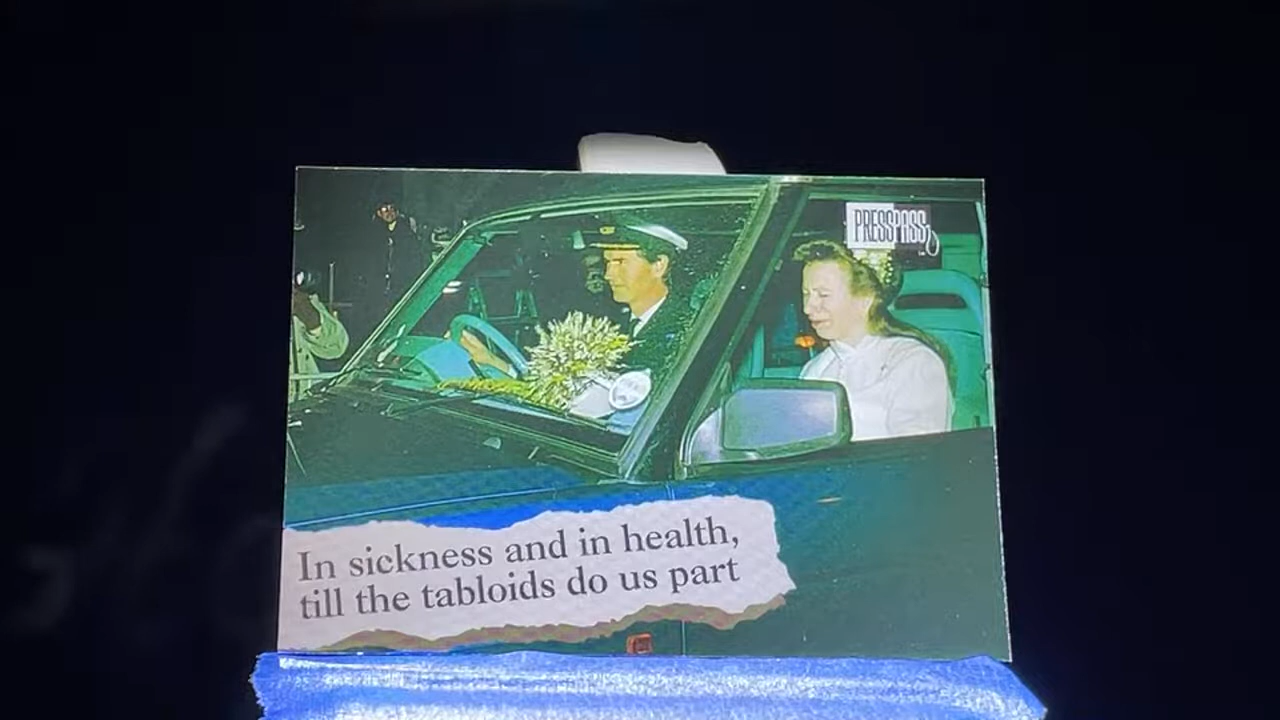 PRESSPASS
In sickness and in health,
till the tabloids do us part